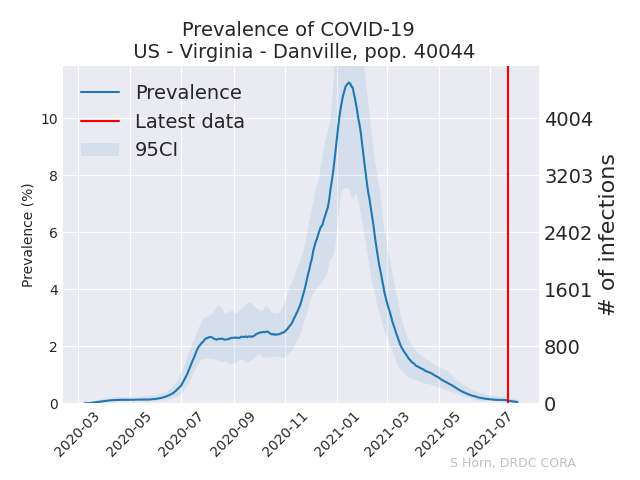 Prevalence of COVID-19
US - Virginia - Danville, pop. 40044
Prevalence
Latest data
95CI
Prevalence (%)
10
8
6
4
2
0
4004
3203
2402
1601
800
0
# of infections
2020-03
2020-05
2020-07
2020-09
2020-11
2021-01
2021-03
2021-05
2021-07
S Horn, DRDC CORA